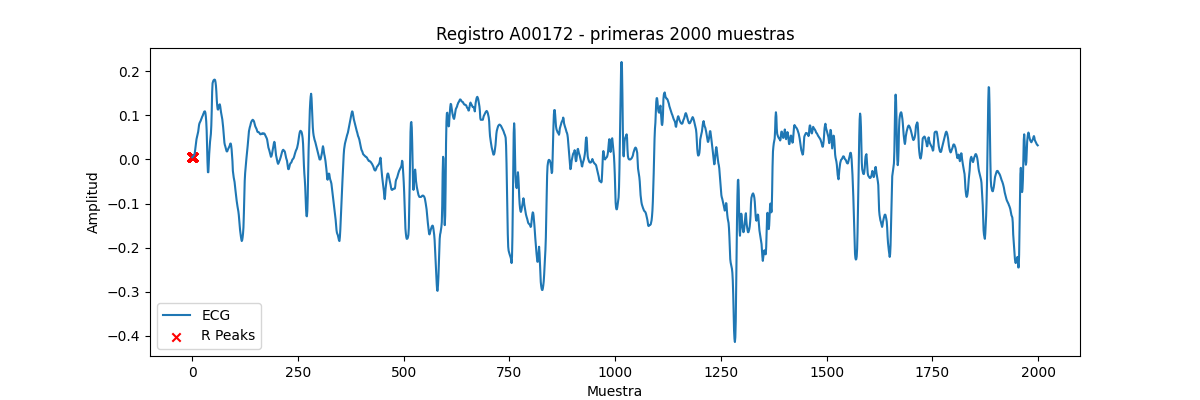 Registro A00172 - primeras 2000 muestras
Amplitud
0.2
0.1
0.0
−0.1
−0.2
−0.3
−0.4
ECG
R Peaks
0 250 500 750 1000 1250 1500 1750 2000
Muestra